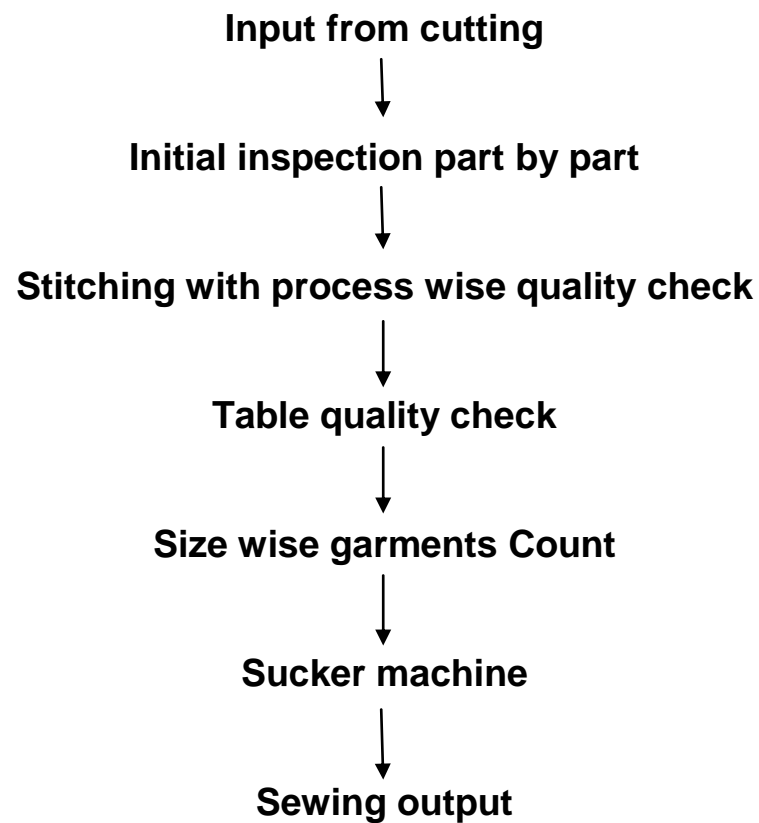 Input from cutting
Initial inspection part by part
Stitching with process wise quality check
Table quality check
Size wise garments Count
Sucker machine
Sewing output